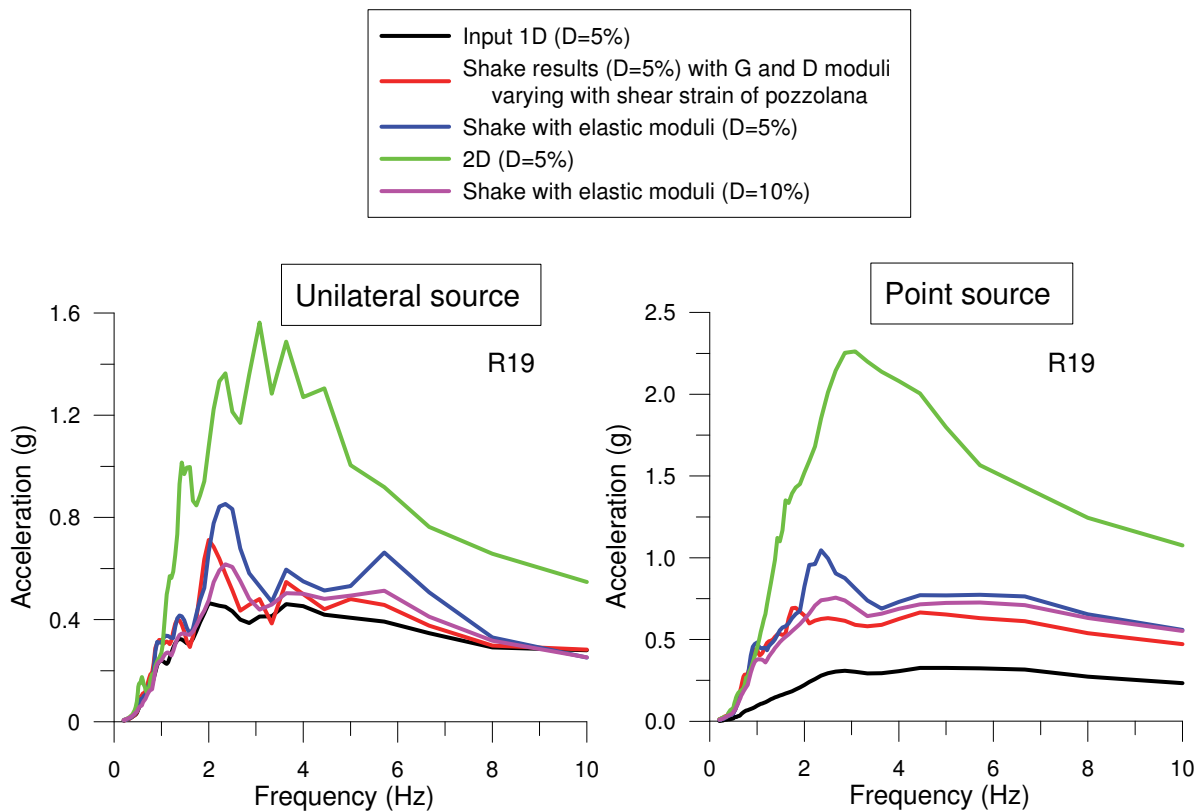 Input 1D (D=5%)
Shake results (D=5%) with G and D moduli
varying with shear strain of pozzolana
Shake with elastic moduli (D=5%)
2D (D=5%)
Shake with elastic moduli (D=10%)
Unilateral source
R19
1.6
1.2
0.8
0.4
0
Acceleration (g)
0 2 4 6 8 10
Frequency (Hz)
Point source
R19
2.5
2.0
1.5
1.0
0.5
0.0
Acceleration (g)
0 2 4 6 8 10
Frequency (Hz)